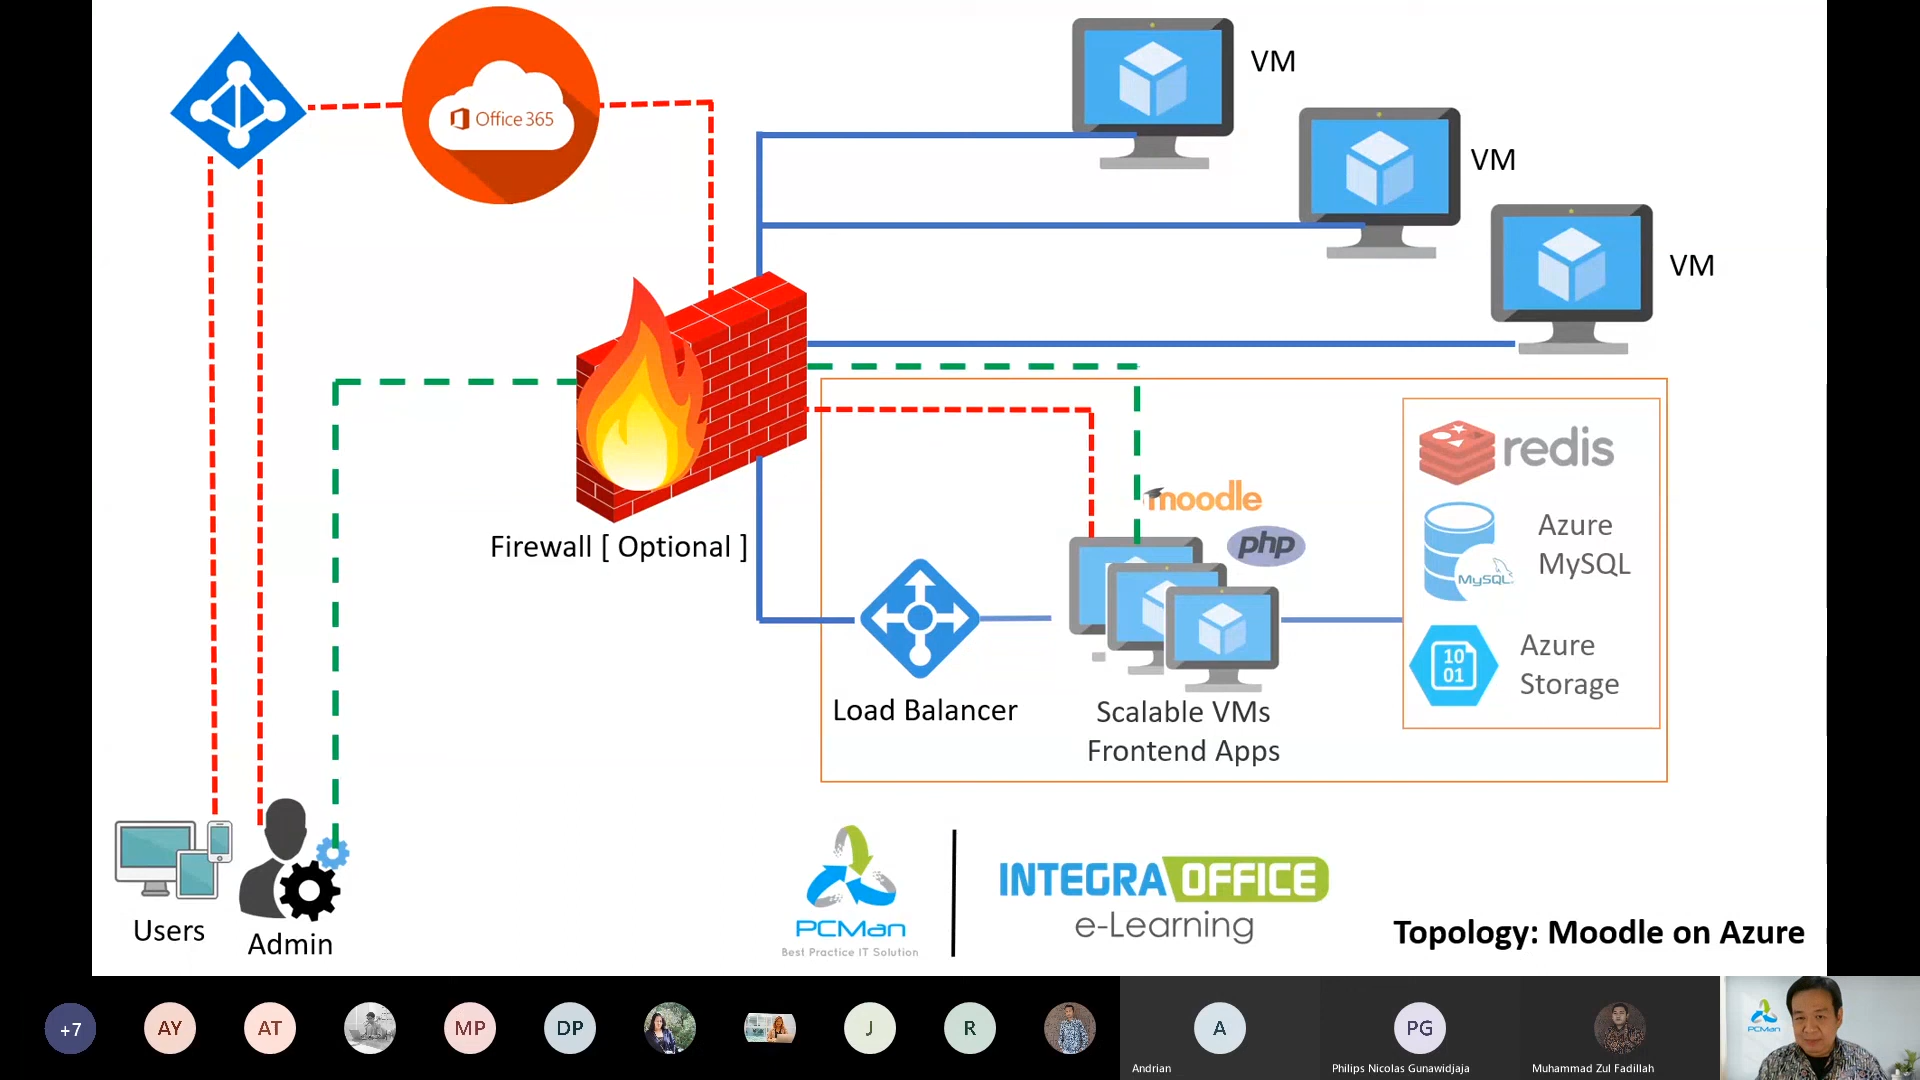 Office 365
VM
VM
VM
Firewall [ Optional ]
moodle
php
redis
Azure
MySQL
MySQL
10
01
Azure
Storage
Load Balancer
Scalable VMs
Frontend Apps
Users
Admin
PCMan
Best Practice IT Solution
INTEGRA OFFICE
e-Learning
Topology: Moodle on Azure
+7
AY
AT
MP
DP
J
R
A
Andrian
PG
Philips Nicolas Gunawidjaja
Muhammad Zul Fadillah
PCMan